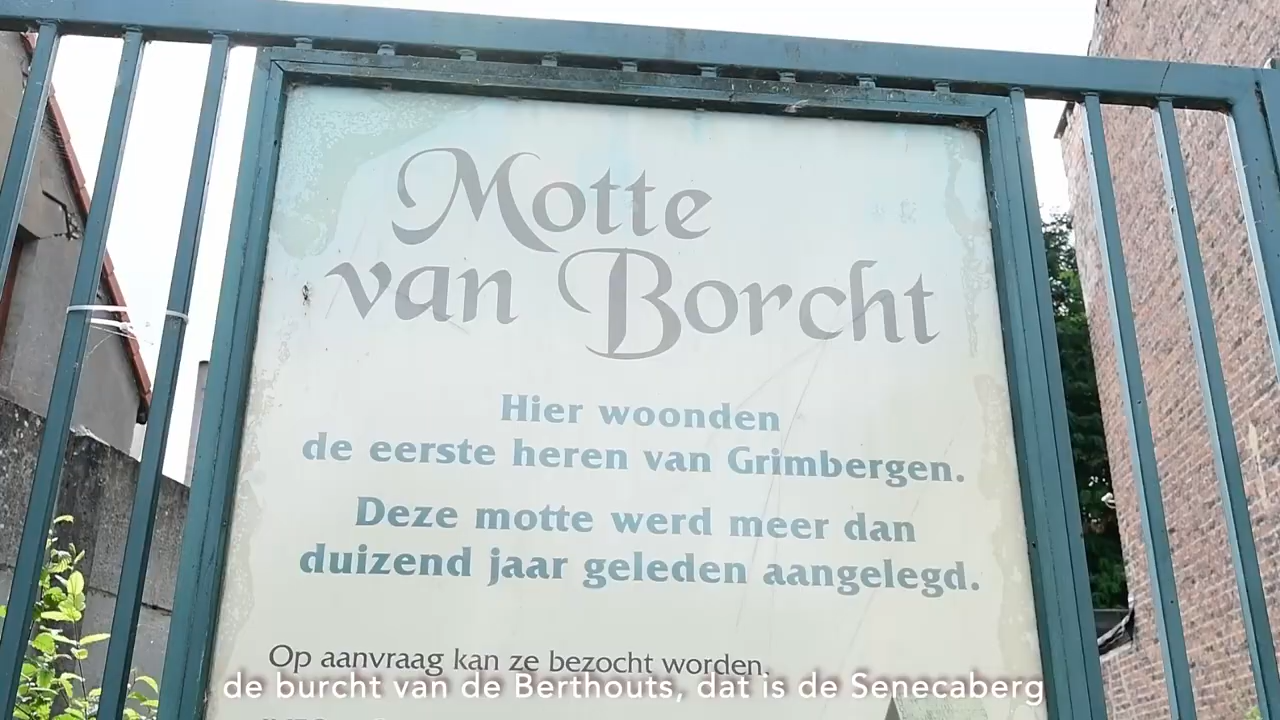 Motte
van Borcht
Hier woonden
de eerste heren van Grimbergen.
Deze motte werd meer dan
duizend jaar geleden aangelegd.
Op aanvraag kan ze bezocht worden.
de burcht van de Berthouts, dat is de Senecaberg